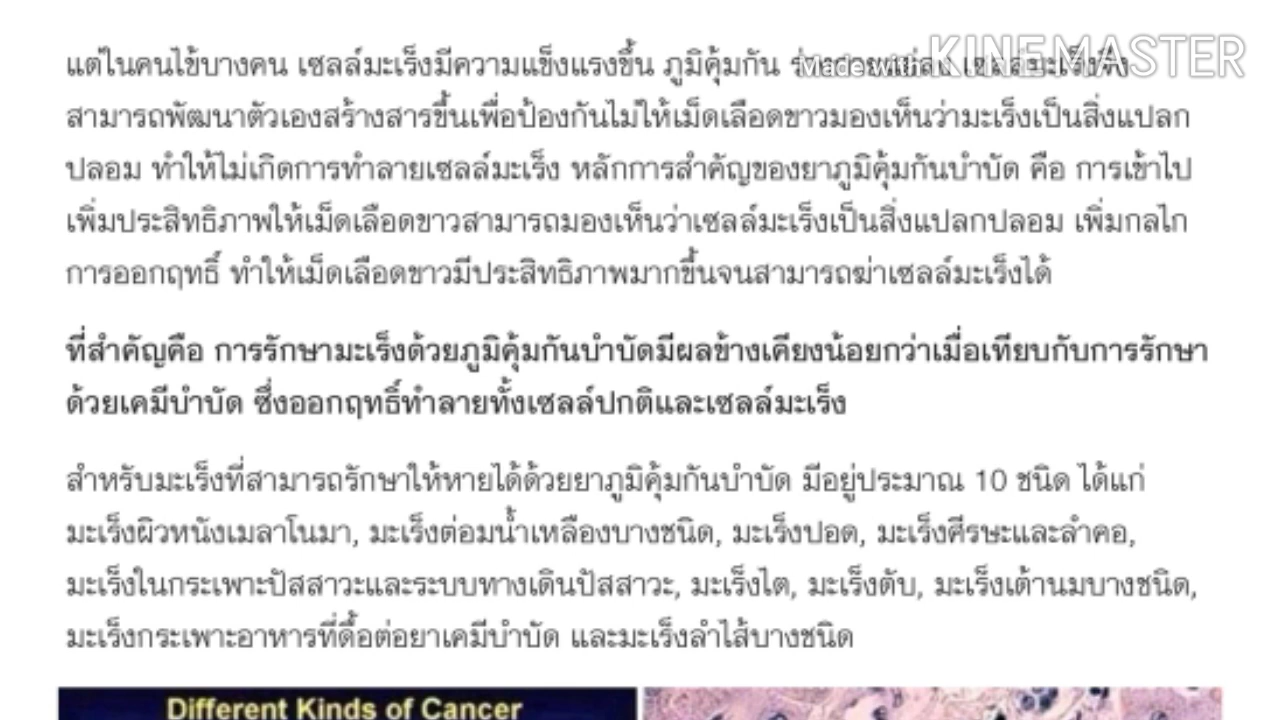 แต่ในคนไข้บางคน เซลล์มะเร็งมีความแข็งแรงขึ้น ภูมิคุ้มกัน
Made with KINEMASTER
สามารถพัฒนาตัวเองสร้างสารขึ้นเพื่อป้องกันไม่ให้เม็ดเลือดขาวมองเห็นว่ามะเร็งเป็นสิ่งแปลก
ปลอม ทำให้ไม่เกิดการทำลายเซลล์มะเร็ง หลักการสำคัญของยาภูมิคุ้มกันบำบัด คือ การเข้าไป
เพิ่มประสิทธิภาพให้เม็ดเลือดขาวสามารถมองเห็นว่าเซลล์มะเร็งเป็นสิ่งแปลกปลอม เพิ่มกลไก
การออกฤทธิ์ ทำให้เม็ดเลือดขาวมีประสิทธิภาพมากขึ้นจนสามารถฆ่าเซลล์มะเร็งได้
ที่สำคัญคือ การรักษามะเร็งด้วยภูมิคุ้มกันบำบัดมีผลข้างเคียงน้อยกว่าเมื่อเทียบกับการรักษา
ด้วยเคมีบำบัด ซึ่งออกฤทธิ์ทำลายทั้งเซลล์ปกติและเซลล์มะเร็ง
สำหรับมะเร็งที่สามารถรักษาให้หายได้ด้วยยาภูมิคุ้มกันบำบัด มีอยู่ประมาณ 10 ชนิด ได้แก่
มะเร็งผิวหนังเมลาโนมา, มะเร็งต่อมน้ำเหลืองบางชนิด, มะเร็งปอด, มะเร็งศีรษะและลำคอ,
มะเร็งในกระเพาะปัสสาวะและระบบทางเดินปัสสาวะ, มะเร็งไต, มะเร็งตับ, มะเร็งเต้านมบางชนิด,
มะเร็งกระเพาะอาหารที่ดื้อต่อยาเคมีบำบัด และมะเร็งลำไส้บางชนิด
Different Kinds of Cancer